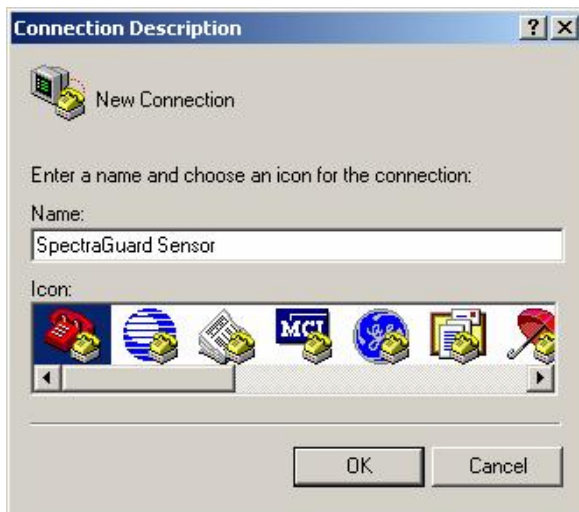 Connection Description
New Connection
Enter a name and choose an icon for the connection:
Name:
SpectraGuard Sensor
Icon:
MCI
OK Cancel